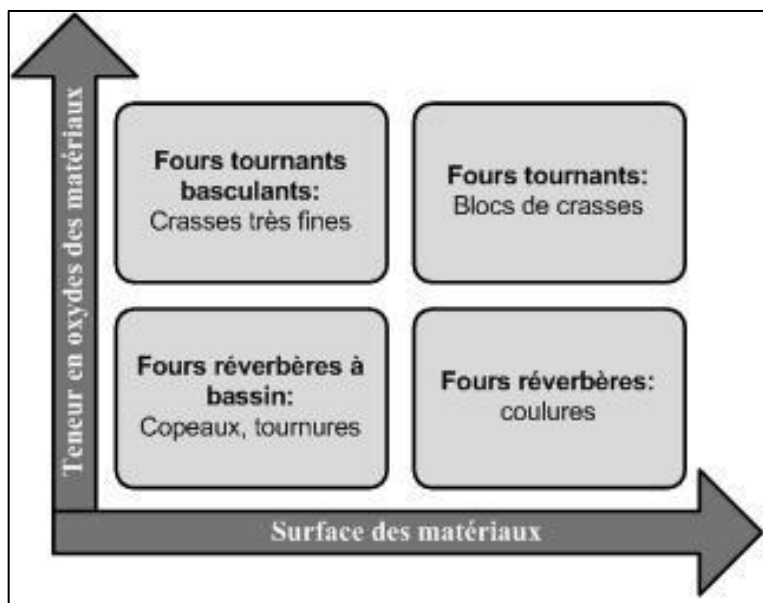 Teneur en oxydes des matériaux
Fours tournants
basculants:
Crasses très fines
Fours tournants:
Blocs de crasses
Fours réverbères à
bassin:
Copeaux, tournures
Fours réverbères:
coulures
Surface des matériaux